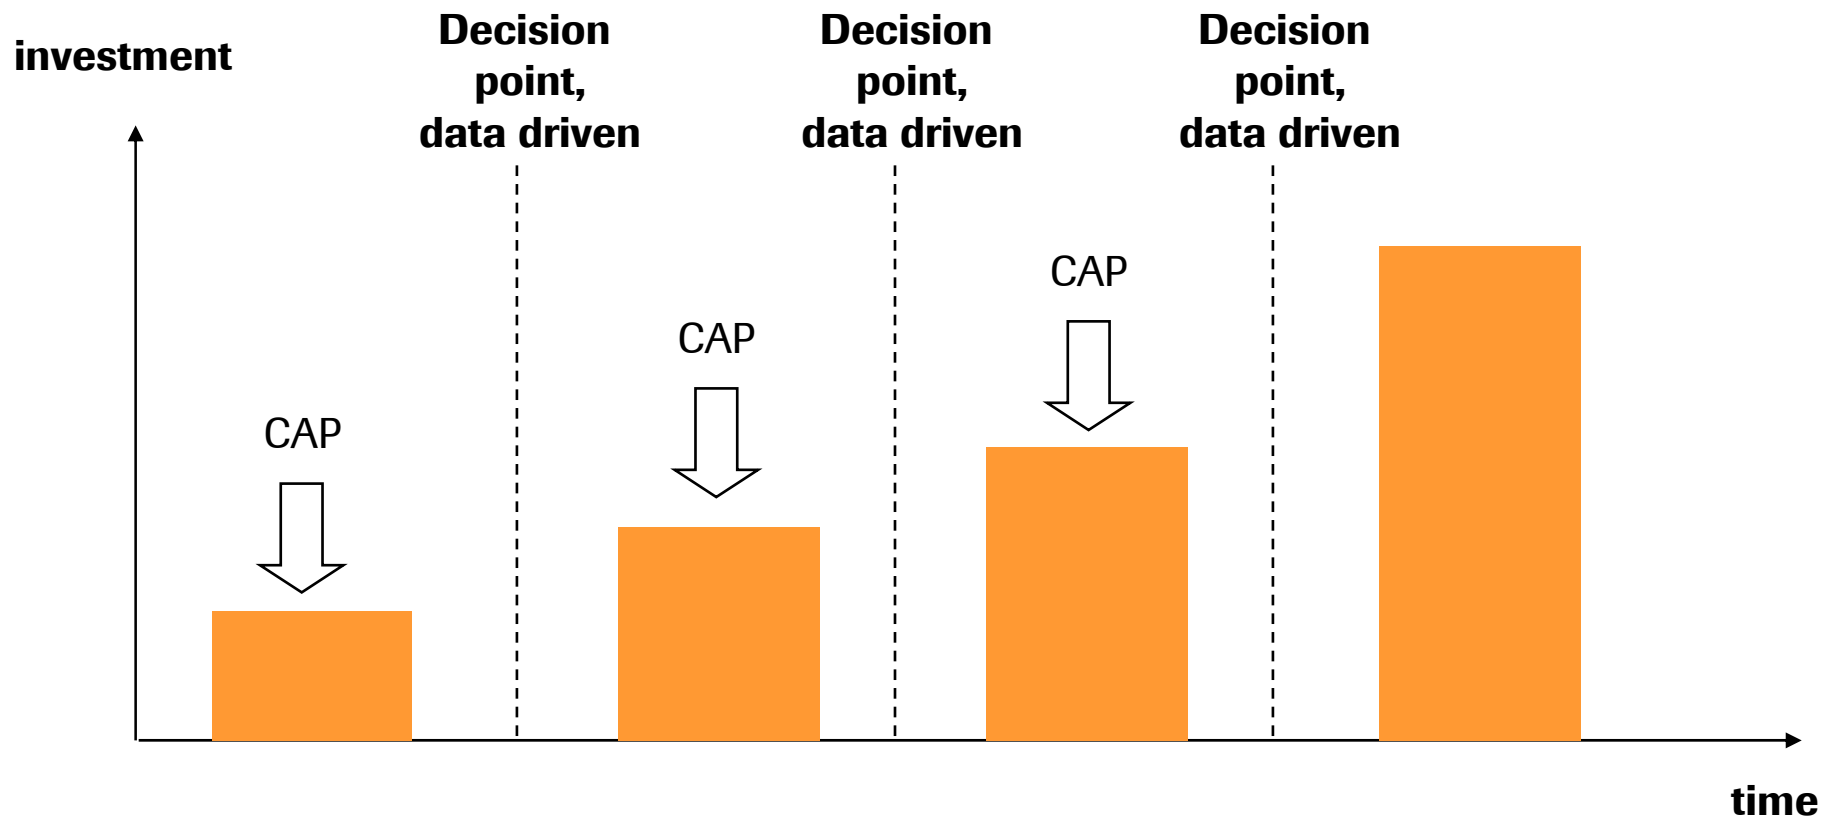 investment
Decision
point,
data driven
Decision
point,
data driven
Decision
point,
data driven
CAP
CAP
CAP
time